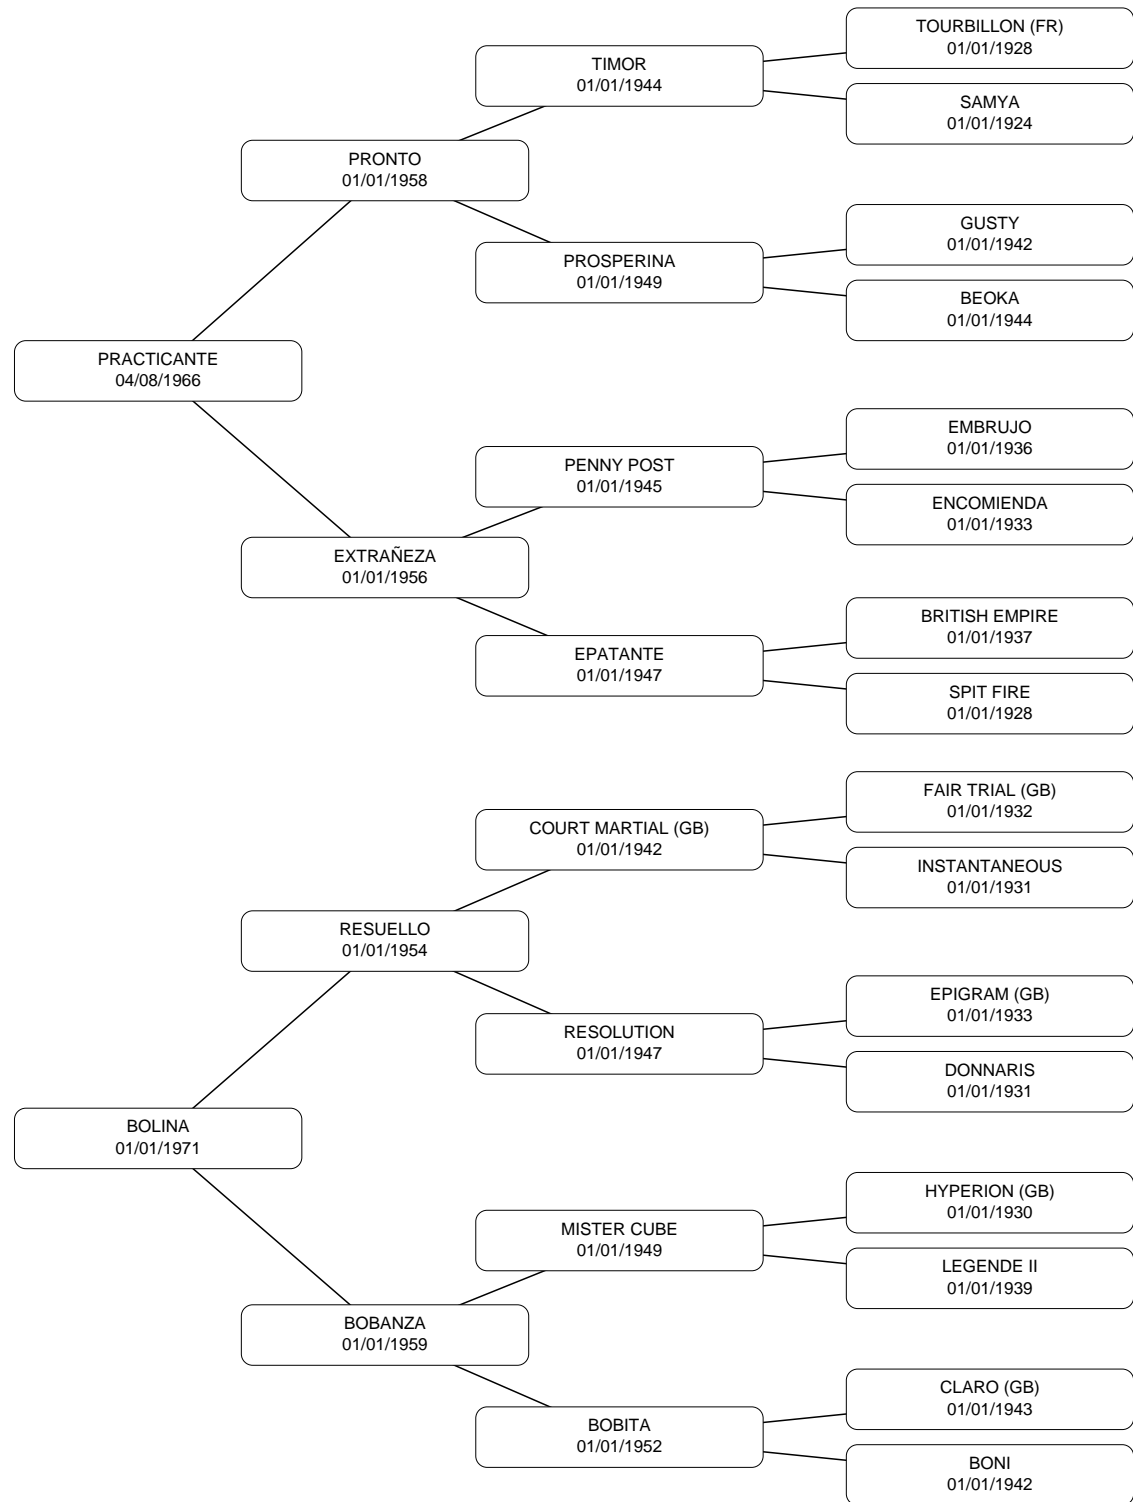 TOURBILLON (FR)
01/01/1928
TIMOR
01/01/1944
SAMYA
01/01/1924
PRONTO
01/01/1958
GUSTY
01/01/1942
PROSPERINA
01/01/1949
BEOKA
01/01/1944
PRACTICANTE
04/08/1966
EMBRUJO
01/01/1936
PENNY POST
01/01/1945
ENCOMIENDA
01/01/1933
EXTRAÑEZA
01/01/1956
BRITISH EMPIRE
01/01/1937
EPATANTE
01/01/1947
SPIT FIRE
01/01/1928
FAIR TRIAL (GB)
01/01/1932
COURT MARTIAL (GB)
01/01/1942
INSTANTANEOUS
01/01/1931
RESUELLO
01/01/1954
EPIGRAM (GB)
01/01/1933
RESOLUTION
01/01/1947
DONNARIS
01/01/1931
BOLINA
01/01/1971
HYPERION (GB)
01/01/1930
MISTER CUBE
01/01/1949
LEGENDE II
01/01/1939
BOBANZA
01/01/1959
CLARO (GB)
01/01/1943
BOBITA
01/01/1952
BONI
01/01/1942